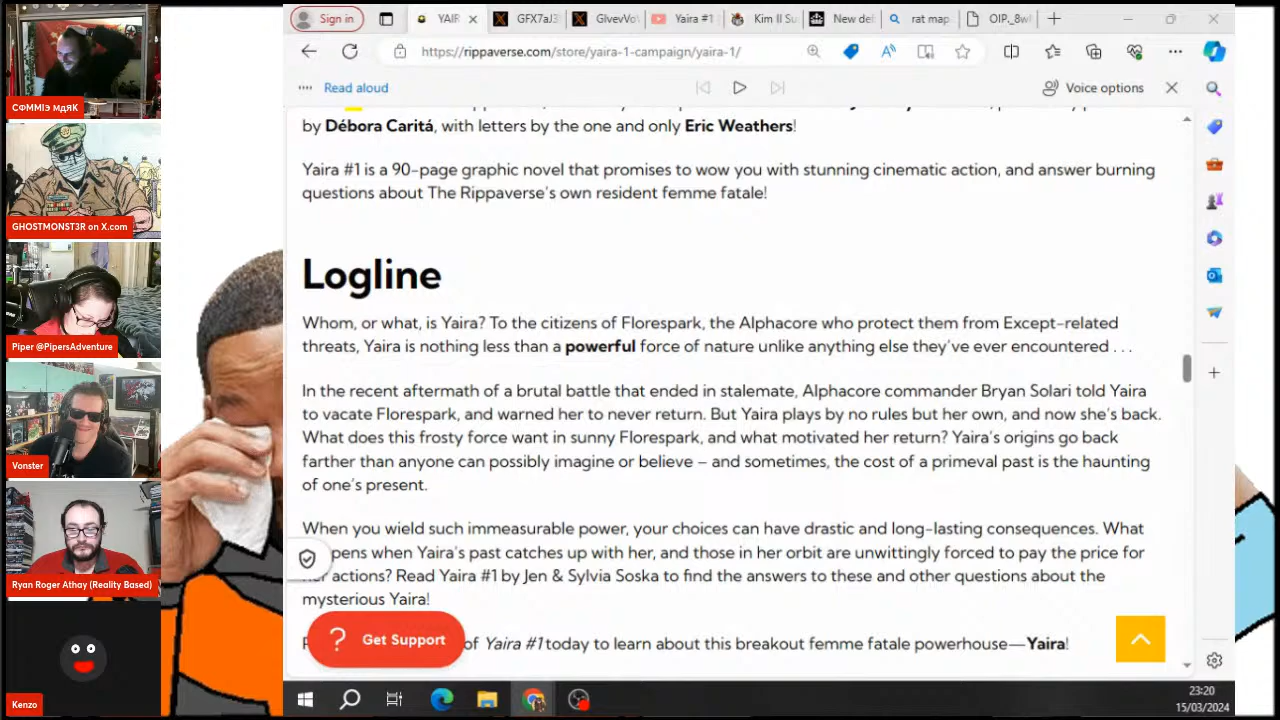 Sign in
YAIR
GFX7aJ3
GIvevVoV
Yaira #1
Kim Il Su
New del
rat map
OIP._8wl
https://rippaverse.com/store/yaira-1-campaign/yaira-1/
Read aloud
Voice options
by Débora Caritá, with letters by the one and only Eric Weathers!
Yaira #1 is a 90-page graphic novel that promises to wow you with stunning cinematic action, and answer burning
questions about The Rippaverse's own resident femme fatale!
Logline
Whom, or what, is Yaira? To the citizens of Florespark, the Alphacore who protect them from Except-related
threats, Yaira is nothing less than a powerful force of nature unlike anything else they've ever encountered . . .
In the recent aftermath of a brutal battle that ended in stalemate, Alphacore commander Bryan Solari told Yaira
to vacate Florespark, and warned her to never return. But Yaira plays by no rules but her own, and now she's back.
What does this frosty force want in sunny Florespark, and what motivated her return? Yaira's origins go back
farther than anyone can possibly imagine or believe – and sometimes, the cost of a primeval past is the haunting
of one's present.
When you wield such immeasurable power, your choices can have drastic and long-lasting consequences. What
pens when Yaira's past catches up with her, and those in her orbit are unwittingly forced to pay the price for
her actions? Read Yaira #1 by Jen & Sylvia Soska to find the answers to these and other questions about the
mysterious Yaira!
of Yaira #1 today to learn about this breakout femme fatale powerhouse—Yaira!
? Get Support
23:20
15/03/2024
CФMMIЭ MдЯK
GHOSTMONST3R on X.com
Piper @PipersAdventure
Vonster
Ryan Roger Athay (Reality Based)
Kenzo